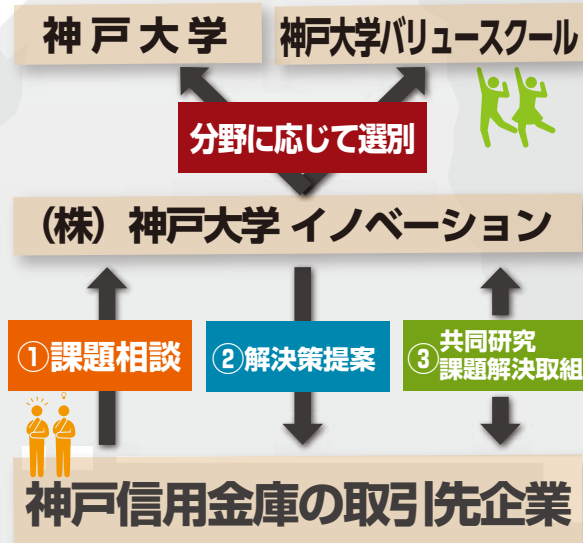 神戸大学
神戸大学バリュースクール
分野に応じて選別
(株)神戸大学 イノベーション
①課題相談
②解決策提案
③共同研究
課題解決取組
神戸信用金庫の取引先企業